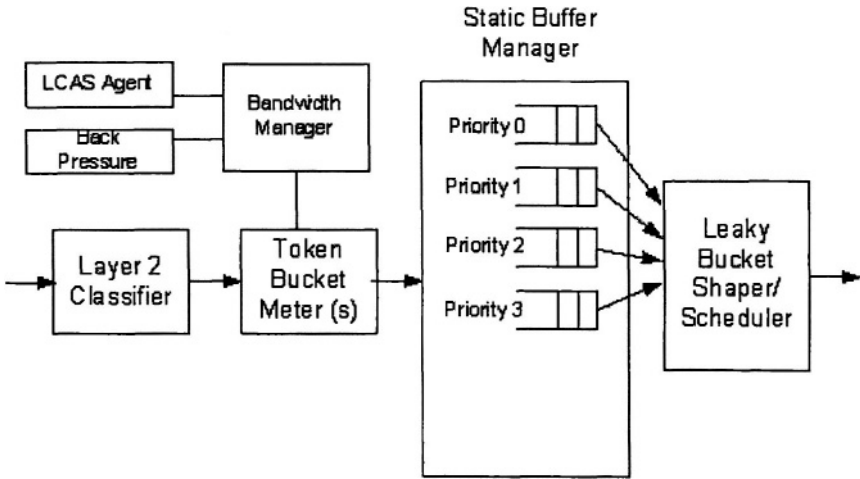 Static Buffer
Manager
LCAS Agent
Bandwidth
Manager
Back
Pressure
Priority 0
Priority 1
Priority 2
Priority 3
Layer 2
Classifier
Token
Bucket
Meter (s)
Leaky
Bucket
Shaper/
Scheduler